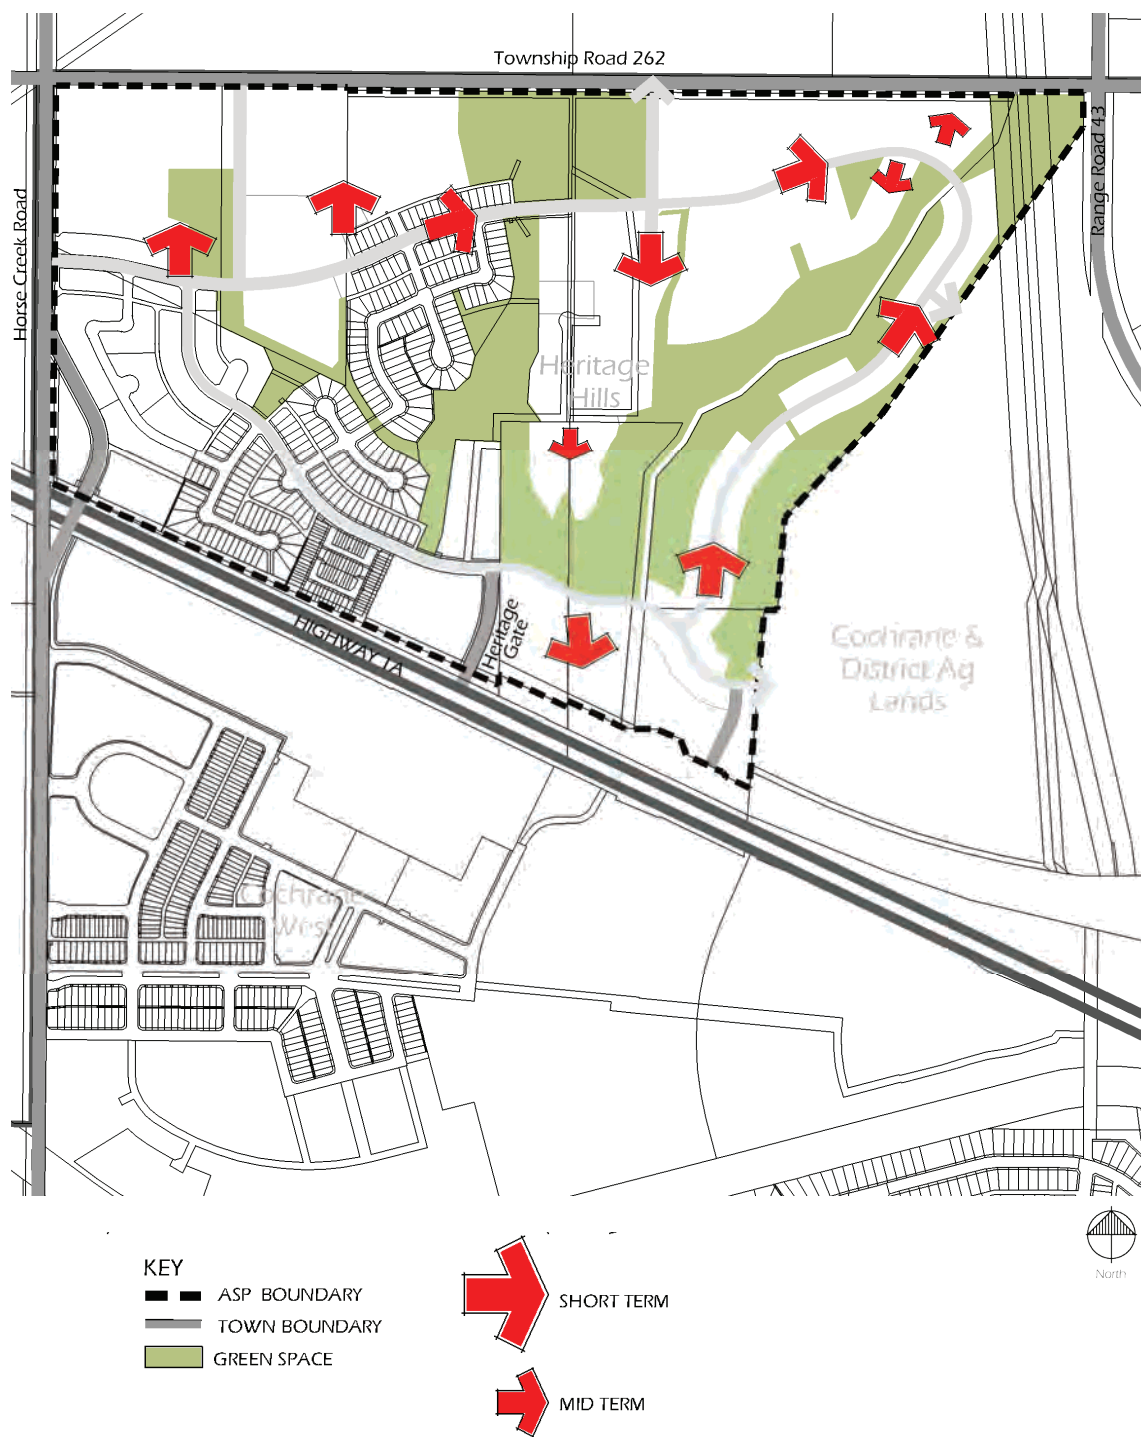 Township Road 262
Range Road 43
Horse Creek Road
Heritage
Hills
Heritage
Gate
HIGHWAY 1A
Cochrane &
District Ag
Lands
Cochrane
West
North
KEY
ASP BOUNDARY
TOWN BOUNDARY
GREEN SPACE
SHORT TERM
MID TERM